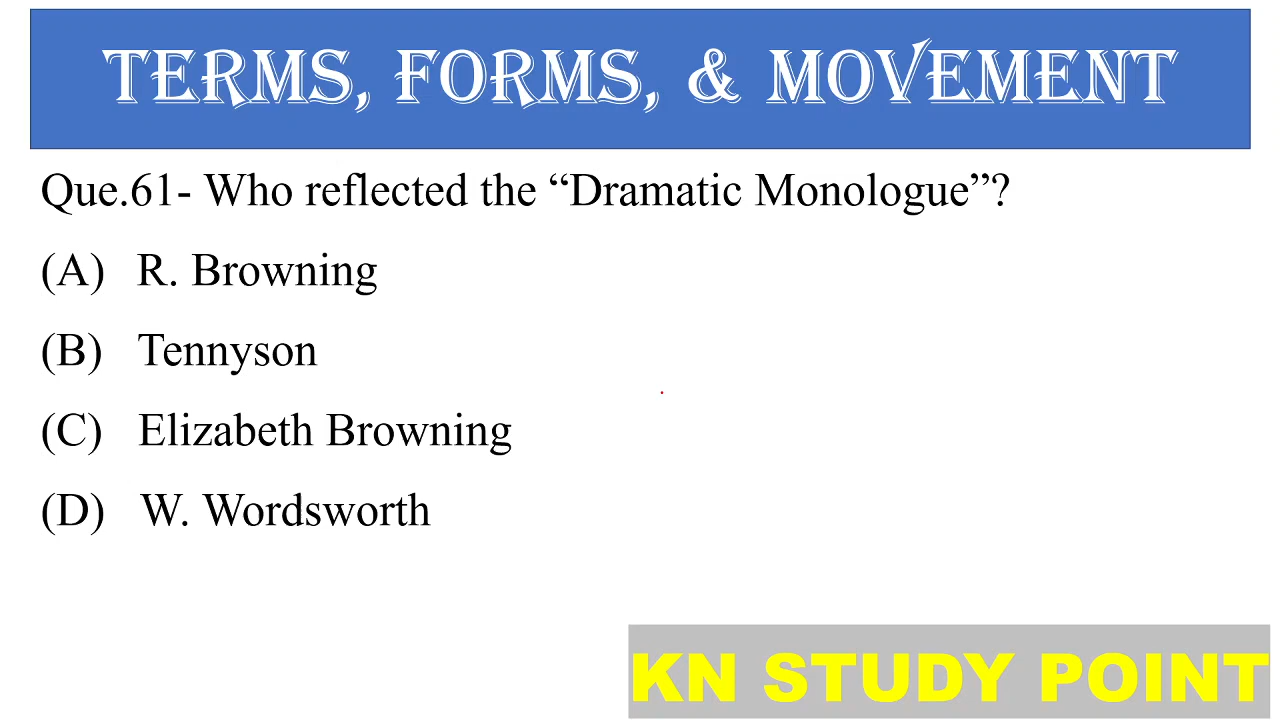 TERMS, FORMS, & MOVEMENT
Que.61- Who reflected the “Dramatic Monologue”?
(A) R. Browning
(B) Tennyson
(C) Elizabeth Browning
(D) W. Wordsworth
KN STUDY POINT